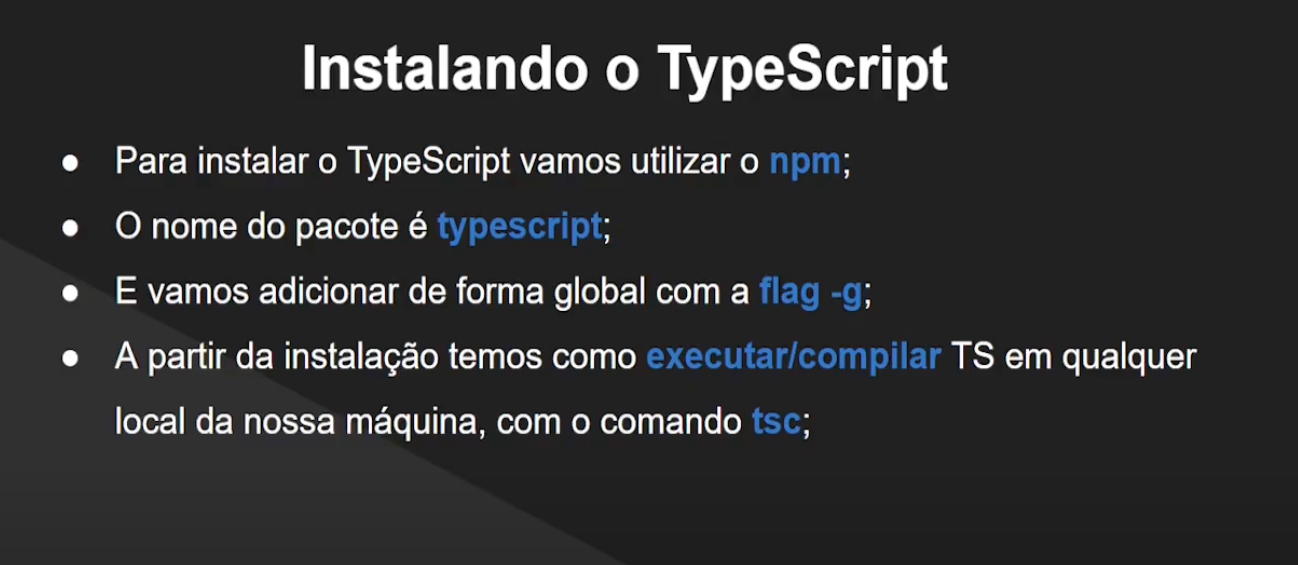 Instalando o TypeScript
● Para instalar o TypeScript vamos utilizar o npm;
● O nome do pacote é typescript;
● E vamos adicionar de forma global com a flag -g;
● A partir da instalação temos como executar/compilar TS em qualquer
local da nossa máquina, com o comando tsc;